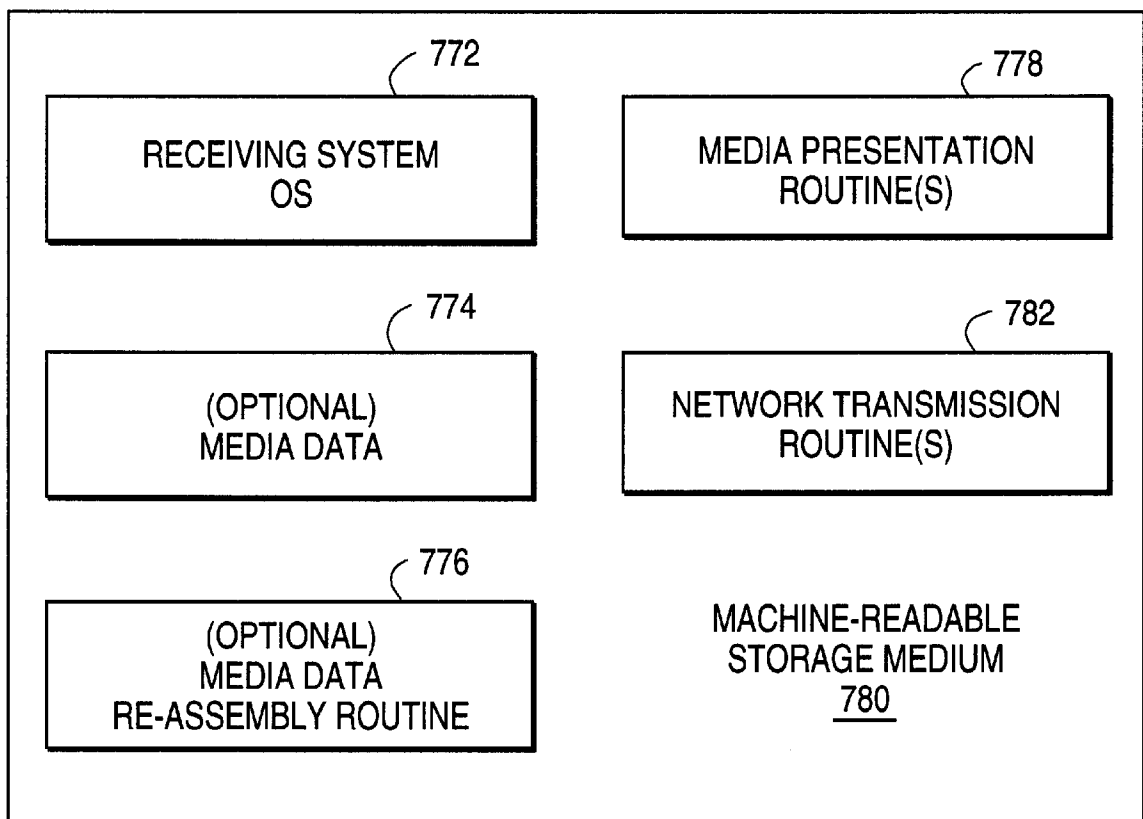 772
RECEIVING SYSTEM
OS
778
MEDIA PRESENTATION
ROUTINE(S)
774
(OPTIONAL)
MEDIA DATA
782
NETWORK TRANSMISSION
ROUTINE(S)
776
(OPTIONAL)
MEDIA DATA
RE-ASSEMBLY ROUTINE
MACHINE-READABLE
STORAGE MEDIUM
780